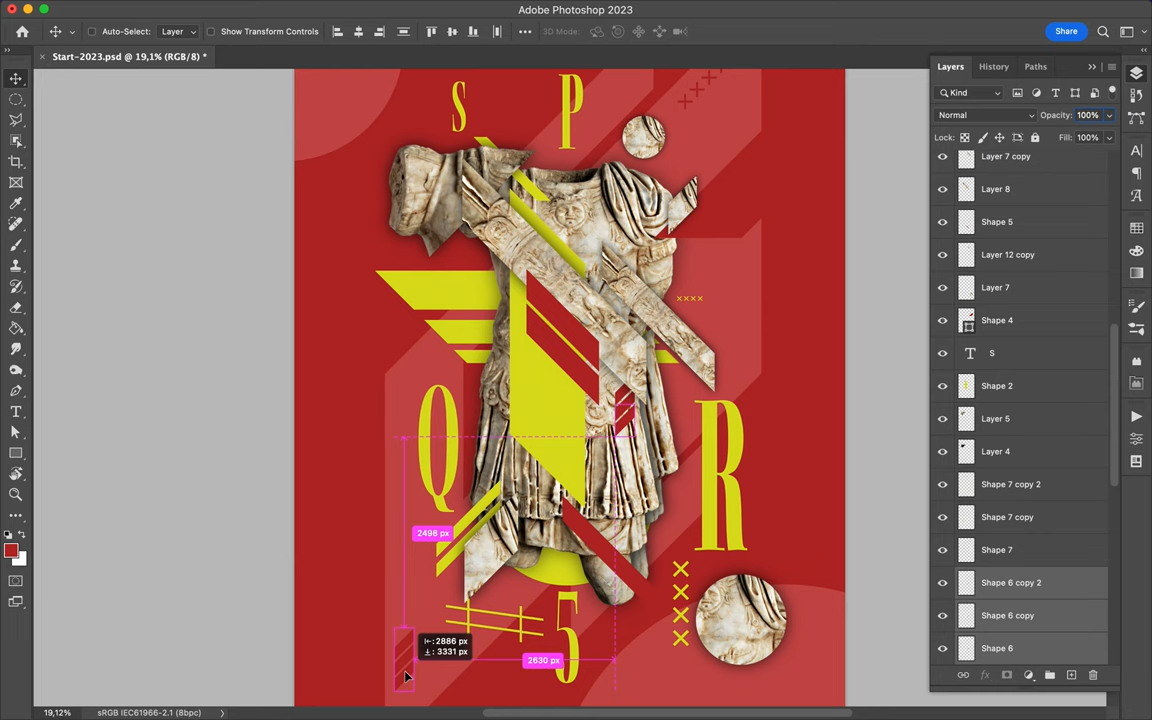 Adobe Photoshop 2023
Auto-Select:
Layer
Show Transform Controls
3D Mode:
Share
Start-2023.psd @ 19,1% (RGB/8) *
Layers
History
Paths
Kind
Normal
Opacity:
100%
Lock:
Fill:
100%
Layer 7 copy
Layer 8
Shape 5
Layer 12 copy
Layer 7
Shape 4
S
Shape 2
Layer 5
Layer 4
Shape 7 copy 2
Shape 7 copy
Shape 7
Shape 6 copy 2
Shape 6 copy
Shape 6
S
P
Q
R
5
2498 px
2886 px
3331 px
2630 px
19,12%
sRGB IEC61966-2.1 (8bpc)